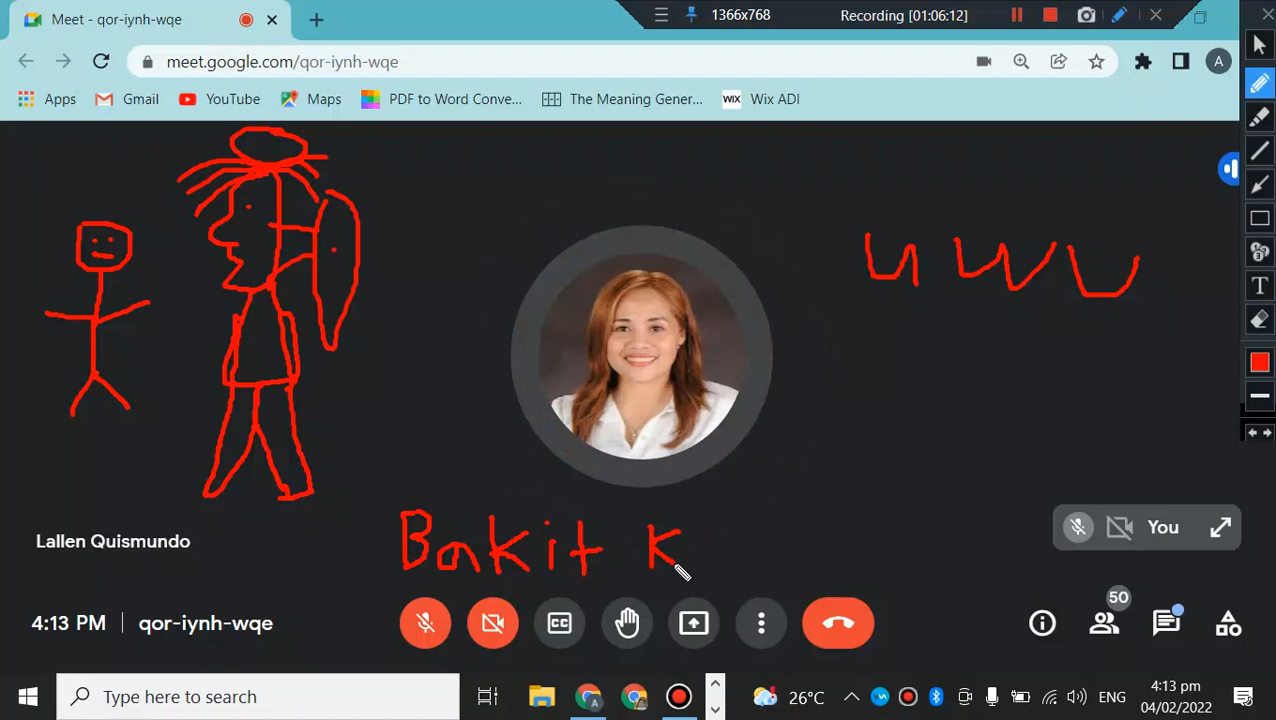 Meet - qor-iynh-wqe
1366x768 Recording [01:06:12]
meet.google.com/qor-iynh-wqe A
Apps Gmail YouTube Maps PDF to Word Conve... The Meaning Gener... WIX Wix ADI
uwu
T
Bakit K
Lallen Quismundo
You
4:13 PM qor-iynh-wqe
CC
50
Type here to search
A
26°C
ENG
4:13 pm
04/02/2022